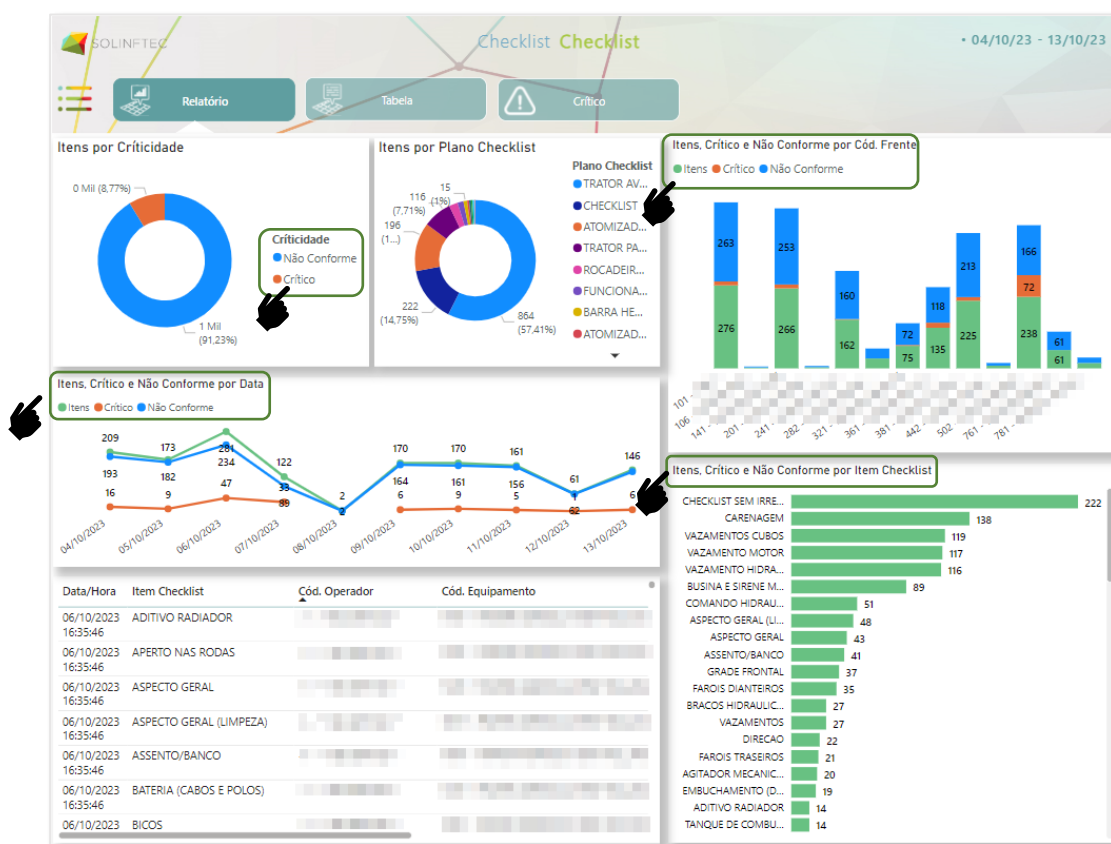 SOLINFTEC
Checklist Checklist
• 04/10/23 - 13/10/23
Relatório
Tabela
Crítico
Itens por Críticidade
0 Mil (8,77%)
1 Mil
(91,23%)
Críticidade
Não Conforme
Crítico
Itens por Plano Checklist
15
(1%)
116
(7,71%)
196
(1...)
222
(14,75%)
864
(57,41%)
Plano Checklist
TRATOR AV...
CHECKLIST
ATOMIZAD...
TRATOR PA...
ROCADEIR...
FUNCIONA...
BARRA HE...
ATOMIZAD...
Itens, Crítico e Não Conforme por Cód. Frente
Itens Crítico Não Conforme
263
253
160
72
118
213
166
72
61
276
266
162
75
135
225
238
61
101 -
106
141 -
201 -
241 -
282 -
321 -
361 -
381 -
442 -
502 -
761 -
781 -
Itens, Crítico e Não Conforme por Data
Itens Crítico Não Conforme
209
173
281
122
2
170
170
161
61
146
193
182
234
33
2
164
161
156
1
16
9
47
89
6
9
5
62
6
04/10/2023
05/10/2023
06/10/2023
07/10/2023
08/10/2023
09/10/2023
10/10/2023
11/10/2023
12/10/2023
13/10/2023
Itens, Crítico e Não Conforme por Item Checklist
CHECKLIST SEM IRRE... 222
CARENAGEM 138
VAZAMENTOS CUBOS 119
VAZAMENTO MOTOR 117
VAZAMENTO HIDRA... 116
BUSINA E SIRENE M... 89
COMANDO HIDRAU... 51
ASPECTO GERAL (LI... 48
ASPECTO GERAL 43
ASSENTO/BANCO 41
GRADE FRONTAL 37
FAROIS DIANTEIROS 35
BRACOS HIDRAULIC... 27
VAZAMENTOS 27
DIRECAO 22
FAROIS TRASEIROS 21
AGITADOR MECANIC... 20
EMBUCHAMENTO (D... 19
ADITIVO RADIADOR 14
TANQUE DE COMBU... 14
Data/Hora Item Checklist Cód. Operador Cód. Equipamento
06/10/2023 ADITIVO RADIADOR
16:35:46
06/10/2023 APERTO NAS RODAS
16:35:46
06/10/2023 ASPECTO GERAL
16:35:46
06/10/2023 ASPECTO GERAL (LIMPEZA)
16:35:46
06/10/2023 ASSENTO/BANCO
16:35:46
06/10/2023 BATERIA (CABOS E POLOS)
16:35:46
06/10/2023 BICOS